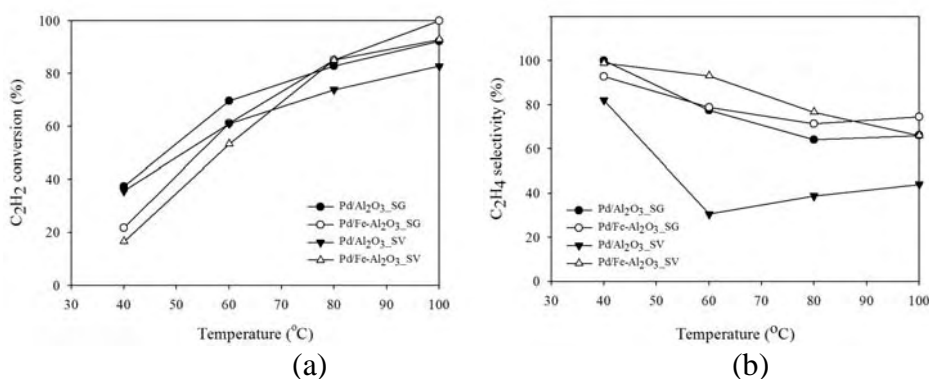 C2H2 conversion (%)
100
80
60
40
20
0
30 40 50 60 70 80 90 100
Temperature (°C)
Pd/Al2O3_SG
Pd/Fe-Al2O3_SG
Pd/Al2O3_SV
Pd/Fe-Al2O3_SV
(a)
C2H4 selectivity (%)
100
80
60
40
20
0
30 40 50 60 70 80 90 100
Temperature (°C)
Pd/Al2O3_SG
Pd/Fe-Al2O3_SG
Pd/Al2O3_SV
Pd/Fe-Al2O3_SV
(b)